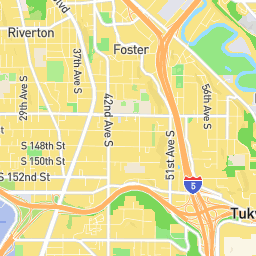 Blvd
Riverton
Foster
37th Ave S
29th Ave S
42nd Ave S
56th Ave S
51st Ave S
S 148th St
S 150th St
S 152nd St
5
Tukw